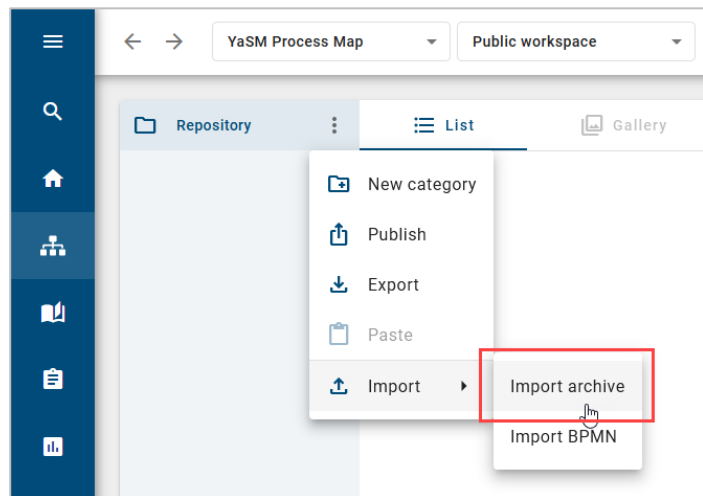 YaSM Process Map
Public workspace
Repository
List
Gallery
New category
Publish
Export
Paste
Import
Import archive
Import BPMN